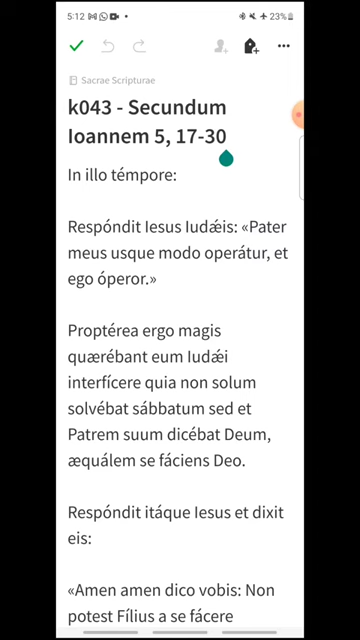 5:12
23%
Sacrae Scripturae
k043 - Secundum
Ioannem 5, 17-30
In illo témpore:
Respóndit Iesus Iudǽis: «Pater
meus usque modo operátur, et
ego óperor.»
Proptérea ergo magis
quærébant eum Iudǽi
interfícere quia non solum
solvébat sábbatum sed et
Patrem suum dicébat Deum,
æquálem se fáciens Deo.
Respóndit itáque Iesus et dixit
eis:
«Amen amen dico vobis: Non
potest Fílius a se fácere